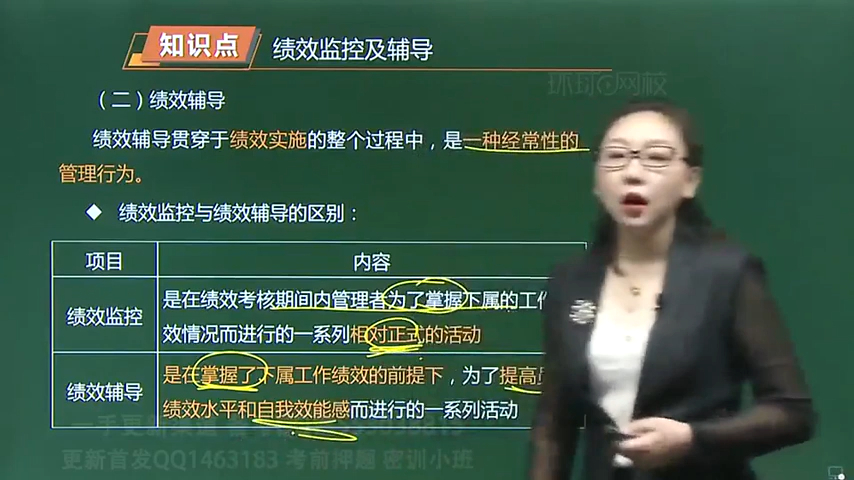 知识点 绩效监控及辅导
环球网校
（二）绩效辅导
绩效辅导贯穿于绩效实施的整个过程中，是一种经常性的
管理行为。
◆ 绩效监控与绩效辅导的区别：
项目 内容
绩效监控 是在绩效考核期间内管理者为了掌握下属的工作
效情况而进行的一系列相对正式的活动
绩效辅导 是在掌握了下属工作绩效的前提下，为了提高员
绩效水平和自我效能感而进行的一系列活动
更新首发QQ1463183 考前押题 密训小班